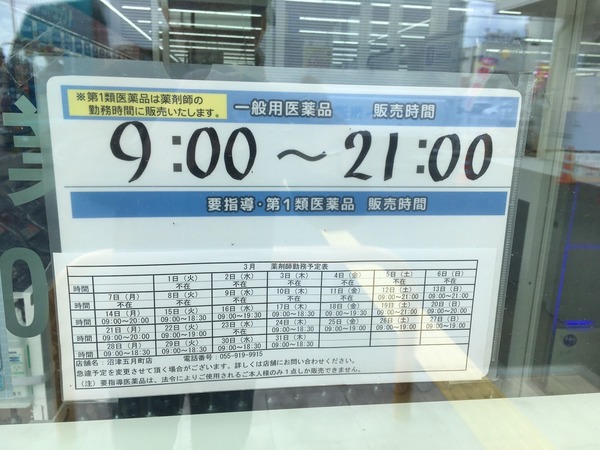 ※第1類医薬品は薬剤師の
勤務時間に販売いたします。
一般用医薬品 販売時間
9:00～21:00
要指導・第1類医薬品 販売時間
3月 薬剤師勤務予定表
1日（火） 2日（水） 3日（木） 4日（金） 5日（土） 6日（日）
時間 不在 不在 不在 不在 不在 不在
7日（月） 8日（火） 9日（水） 10日（木） 11日（金） 12日（土） 13日（日）
時間 不在 不在 不在 不在 不在 09:00～21:00 09:00～21:00
14日（月） 15日（火） 16日（水） 17日（木） 18日（金） 19日（土） 20日（日）
時間 09:00～20:00 09:00～18:30 09:00～18:30 09:00～18:30 09:00～21:00 09:00～20:00
21日（月） 22日（火） 23日（水） 24日（木） 25日（金） 26日（土） 27日（日）
時間 不在 09:00～19:00 不在 09:00～18:30 09:00～19:00 09:00～19:00 09:00～19:00
28日（月） 29日（火） 30日（水） 31日（木）
時間 09:00～18:30 09:00～18:30 09:00～18:30 不在
店舗名：沼津五月町店 電話番号：055-919-9915
急遽予定を変更させて頂く場合がございます。詳しくは店舗にお問い合わせください。
（注）要指導医薬品は、法令によりご使用されるご本人様のみ1点しか販売できません。